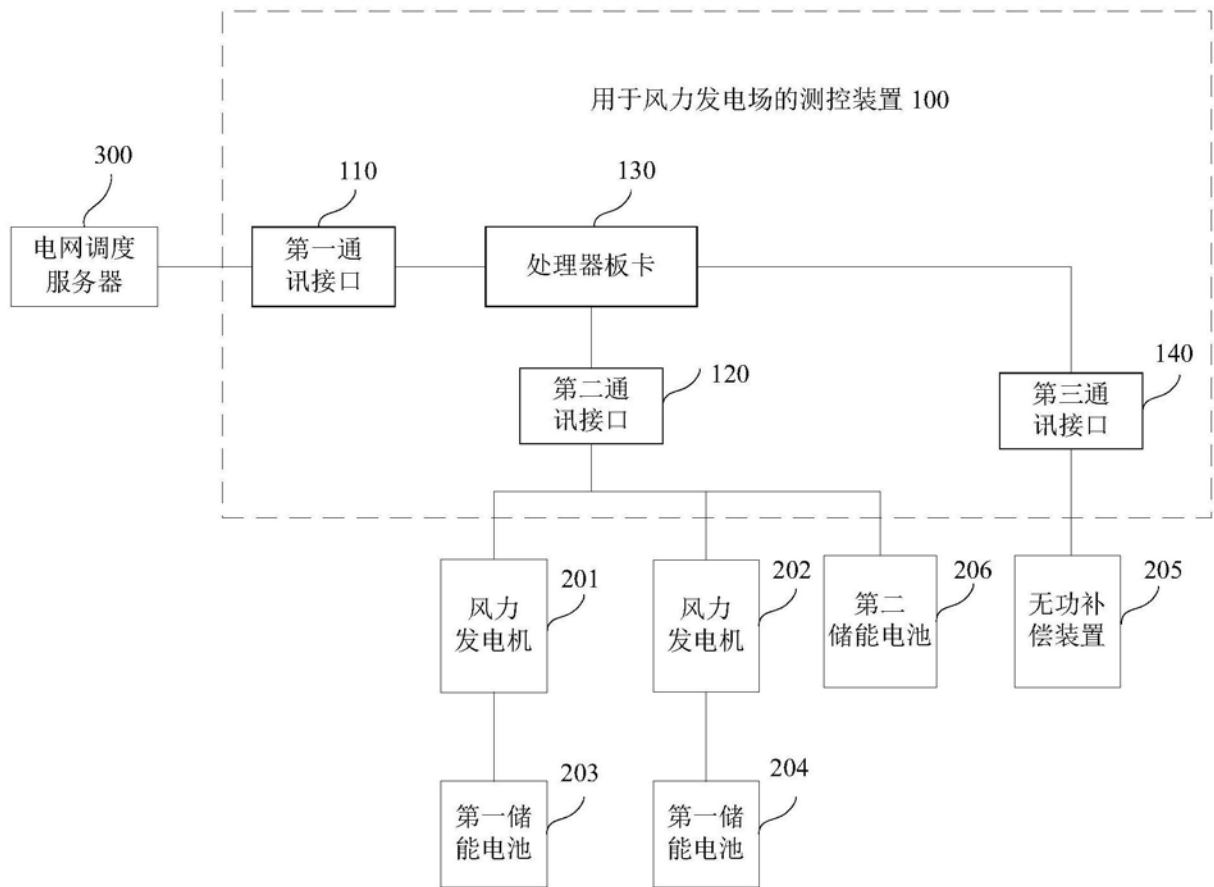 用于风力发电场的测控装置 100
300
110
130
电网调度
服务器
第一通
讯接口
处理器板卡
120
第二通
讯接口
140
第三通
讯接口
201
风力
发电机
202
风力
发电机
206
第二
储能电池
205
无功补
偿装置
203
第一储
能电池
204
第一储
能电池